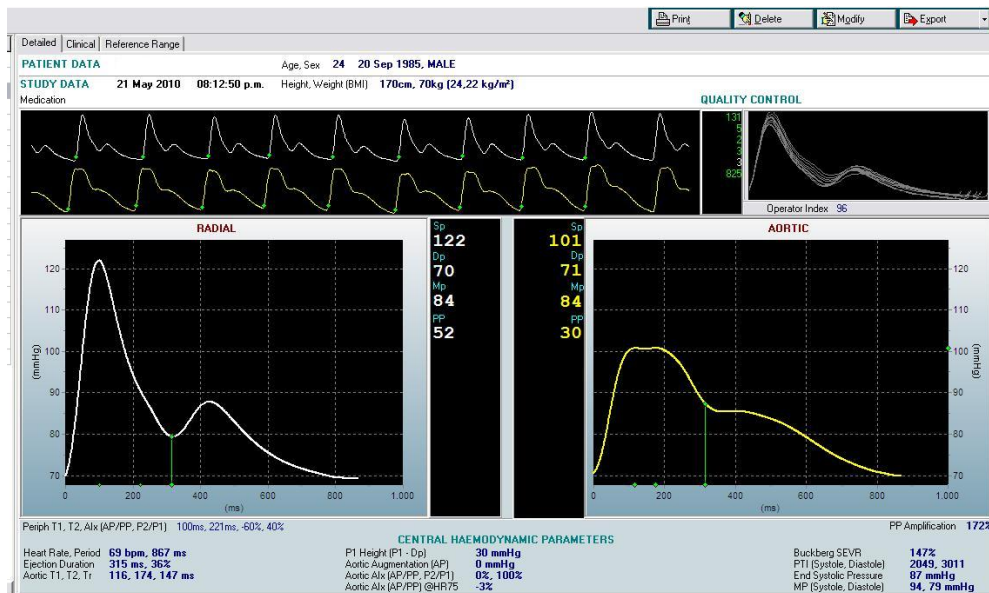 Print Delete Modify Export
Detailed Clinical Reference Range
PATIENT DATA Age, Sex 24 20 Sep 1985, MALE
STUDY DATA 21 May 2010 08:12:50 p.m. Height, Weight (BMI) 170cm, 70kg (24,22 kg/m²)
Medication QUALITY CONTROL
131
5
2
3
3
825
Operator Index 96
RADIAL
120
110
100
90
80
70
(mmHg)
0 200 400 600 800 1.000
(ms)
Sp
122
Dp
70
Mp
84
PP
52
Sp
101
Dp
71
Mp
84
PP
30
AORTIC
120
110
100
90
80
70
(mmHg)
0 200 400 600 800 1.000
(ms)
Periph T1, T2, AIx (AP/PP, P2/P1) 100ms, 221ms, -60%, 40%
PP Amplification 172%
CENTRAL HAEMODYNAMIC PARAMETERS
Heart Rate, Period 69 bpm, 867 ms
Ejection Duration 315 ms, 36%
Aortic T1, T2, Tr 116, 174, 147 ms
P1 Height (P1 - Dp) 30 mmHg
Aortic Augmentation (AP) 0 mmHg
Aortic AIx (AP/PP, P2/P1) 0%, 100%
Aortic AIx (AP/PP) @HR75 -3%
Buckberg SEVR 147%
PTI (Systole, Diastole) 2049, 3011
End Systolic Pressure 87 mmHg
MP (Systole, Diastole) 94, 79 mmHg